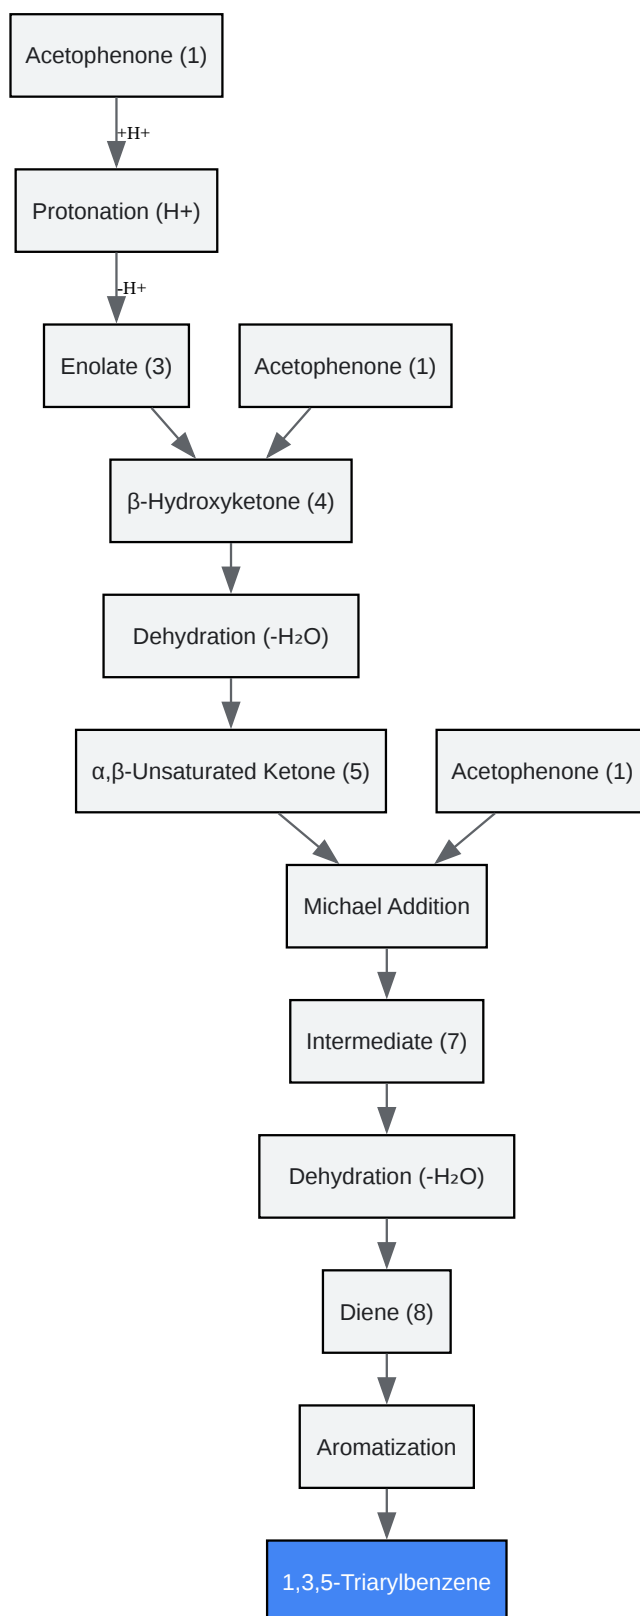 Acetophenone (1)
+H+
Protonation (H+)
-H+
Enolate (3)
Acetophenone (1)
β-Hydroxyketone (4)
Dehydration (-H₂O)
α,β-Unsaturated Ketone (5)
Acetophenone (1)
Michael Addition
Intermediate (7)
Dehydration (-H₂O)
Diene (8)
Aromatization
1,3,5-Triarylbenzene